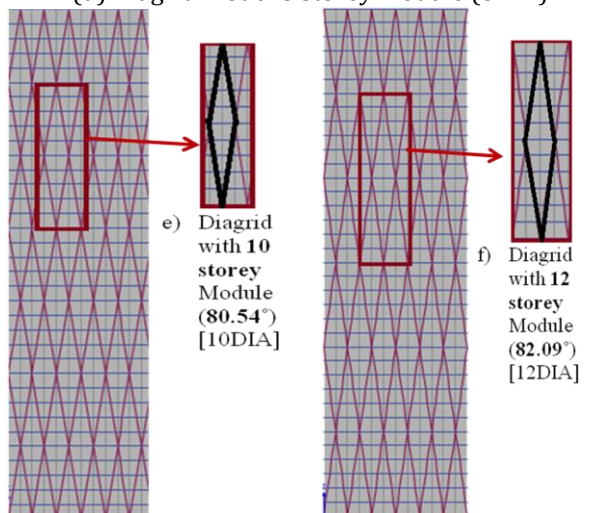 e) Diagrid
with 10
storey
Module
(80.54°)
[10DIA]
f) Diagrid
with 12
storey
Module
(82.09°)
[12DIA]